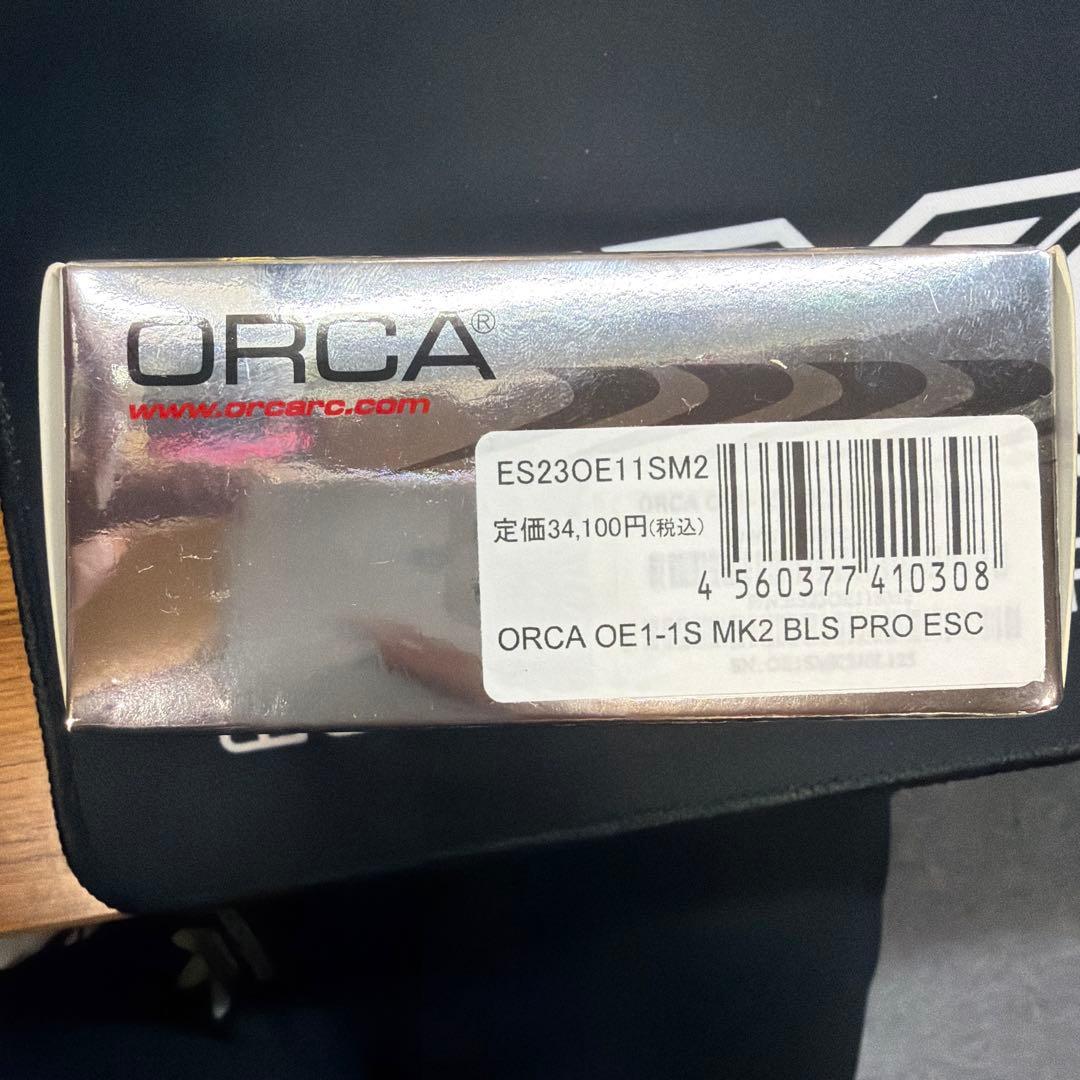 ORCA®
www.orcarc.com
ES23OE11SM2
定価34,100円(税込)
4 560377 410308
ORCA OE1-1S MK2 BLS PRO ESC